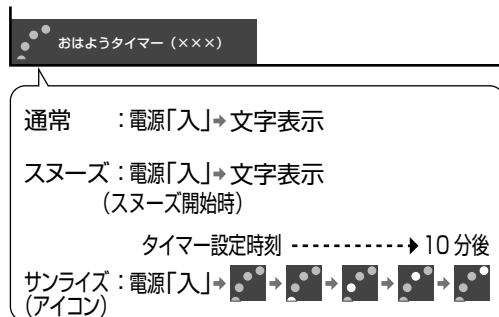 おはようタイマー（×××）
通常　：電源「入」➔文字表示
スヌーズ：電源「入」➔文字表示
（スヌーズ開始時）
タイマー設定時刻 ----------- 10分後
サンライズ：電源「入」➔ ➔ ➔ ➔ ➔
（アイコン）